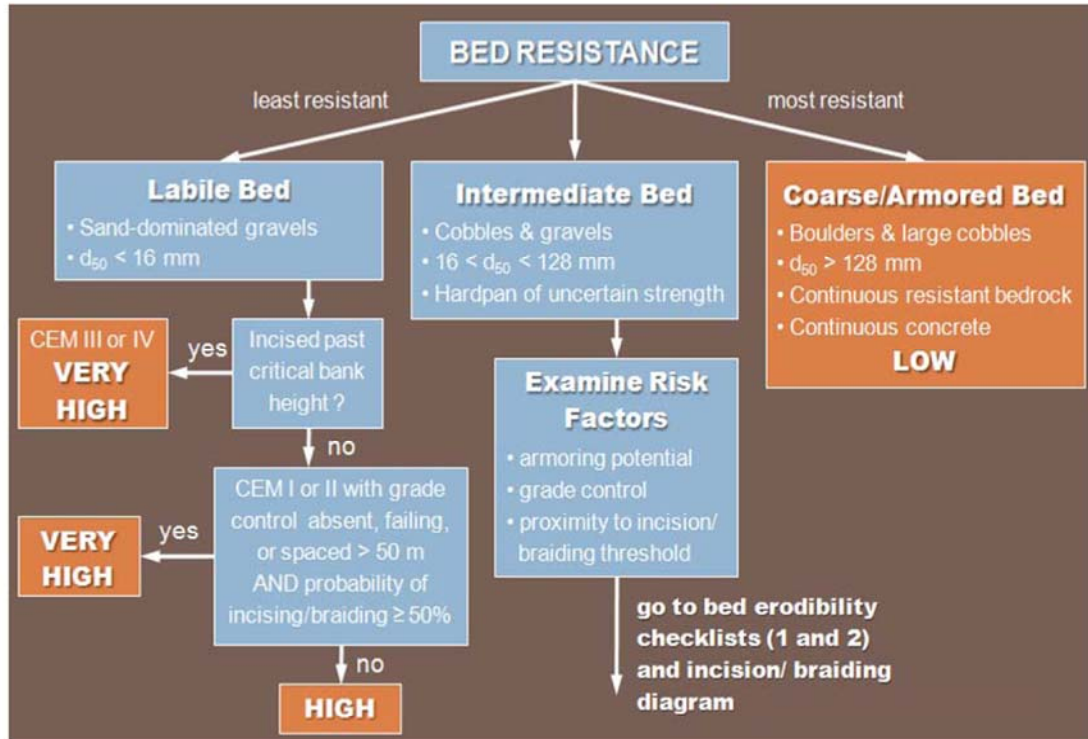 BED RESISTANCE
least resistant
most resistant
Labile Bed
• Sand-dominated gravels
• d50 < 16 mm
Intermediate Bed
• Cobbles & gravels
• 16 < d50 < 128 mm
• Hardpan of uncertain strength
Coarse/Armored Bed
• Boulders & large cobbles
• d50 > 128 mm
• Continuous resistant bedrock
• Continuous concrete
LOW
CEM III or IV
VERY
HIGH
yes
Incised past
critical bank
height ?
no
Examine Risk
Factors
• armoring potential
• grade control
• proximity to incision/
braiding threshold
VERY
HIGH
yes
CEM I or II with grade
control absent, failing,
or spaced > 50 m
AND probability of
incising/braiding ≥ 50%
no
HIGH
go to bed erodibility
checklists (1 and 2)
and incision/ braiding
diagram